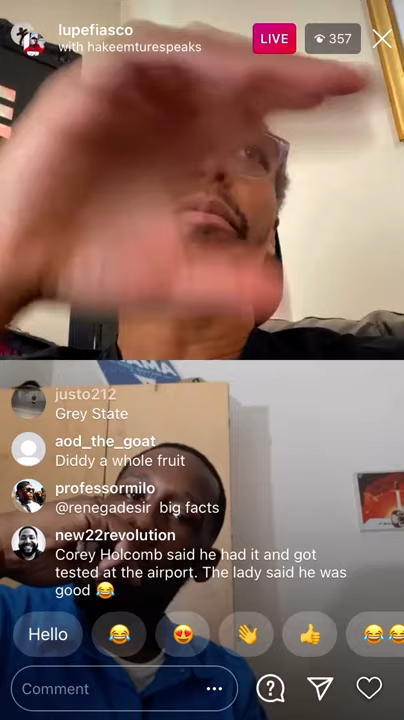 lupefiasco
with hakeemturespeaks
LIVE
357
justo212
Grey State
aod_the_goat
Diddy a whole fruit
professormilo
@renegadesir big facts
new22revolution
Corey Holcomb said he had it and got
tested at the airport. The lady said he was
good 😂
Hello
Comment